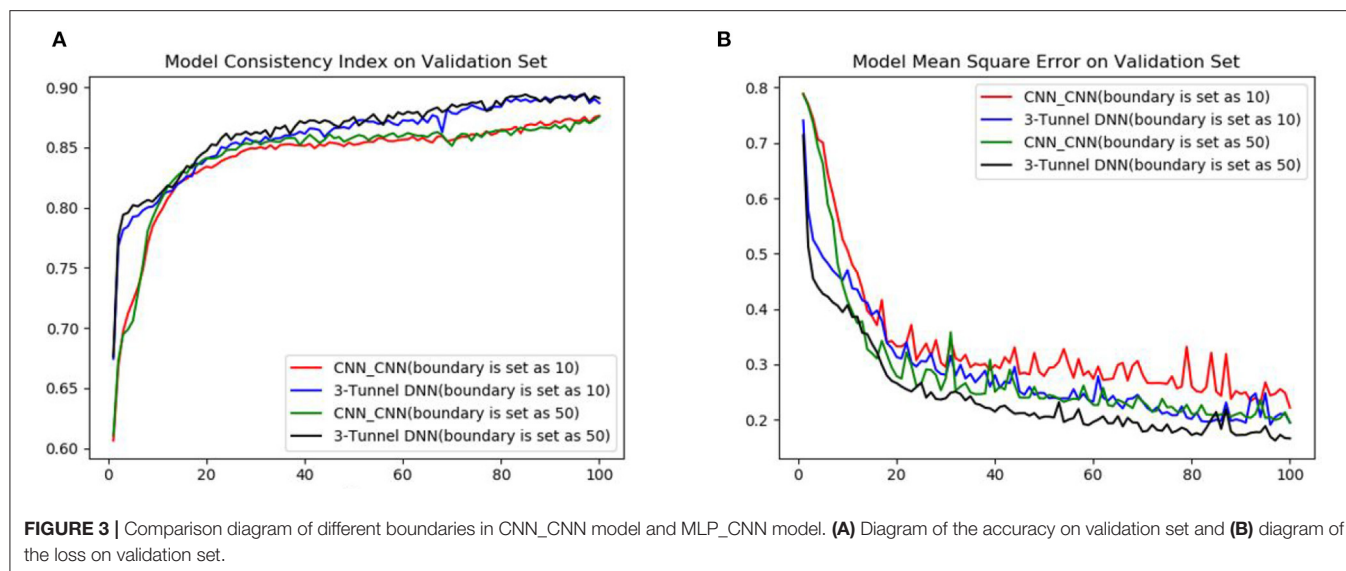 A
Model Consistency Index on Validation Set
0.90
0.85
0.80
0.75
0.70
0.65
0.60
0
20
40
60
80
100
CNN_CNN(boundary is set as 10)
3-Tunnel DNN(boundary is set as 10)
CNN_CNN(boundary is set as 50)
3-Tunnel DNN(boundary is set as 50)
B
Model Mean Square Error on Validation Set
0.8
0.7
0.6
0.5
0.4
0.3
0.2
0
20
40
60
80
100
CNN_CNN(boundary is set as 10)
3-Tunnel DNN(boundary is set as 10)
CNN_CNN(boundary is set as 50)
3-Tunnel DNN(boundary is set as 50)
FIGURE 3 | Comparison diagram of different boundaries in CNN_CNN model and MLP_CNN model. (A) Diagram of the accuracy on validation set and (B) diagram of
the loss on validation set.